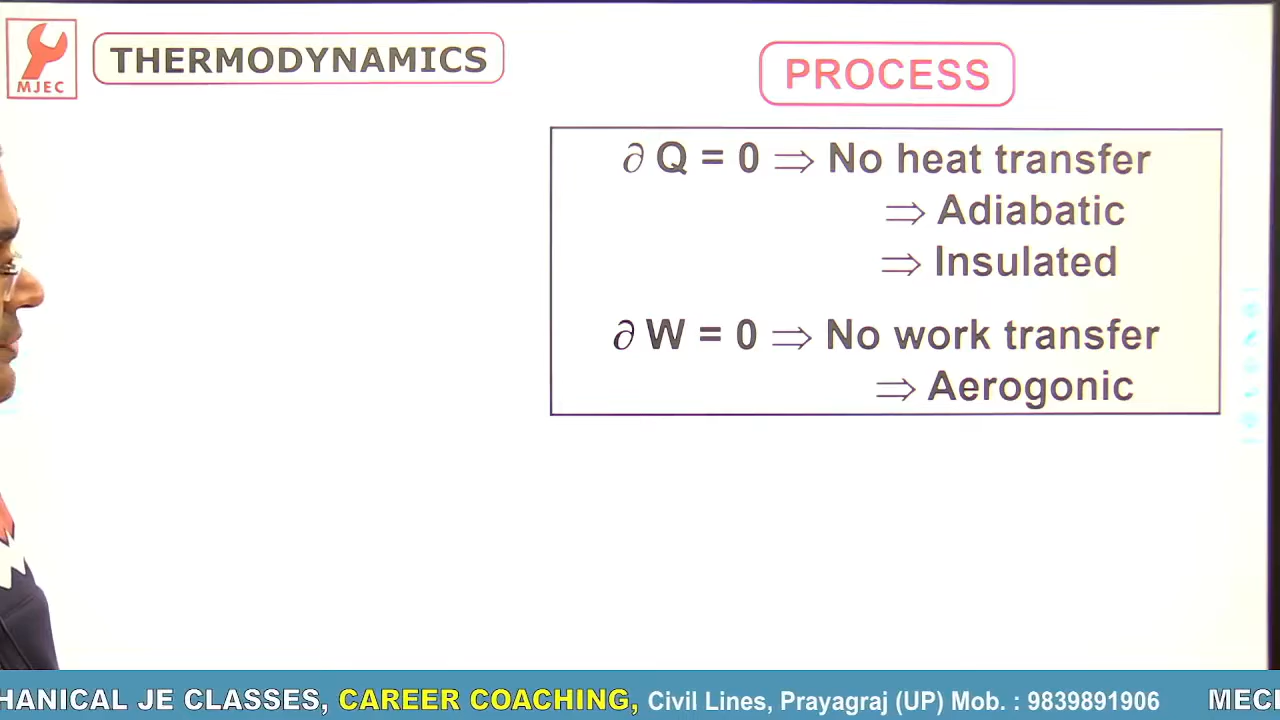 MJEC
THERMODYNAMICS
PROCESS
∂ Q = 0 ⇒ No heat transfer
⇒ Adiabatic
⇒ Insulated
∂ W = 0 ⇒ No work transfer
⇒ Aerogonic
HANICAL JE CLASSES, CAREER COACHING, Civil Lines, Prayagraj (UP) Mob. : 9839891906 MECH